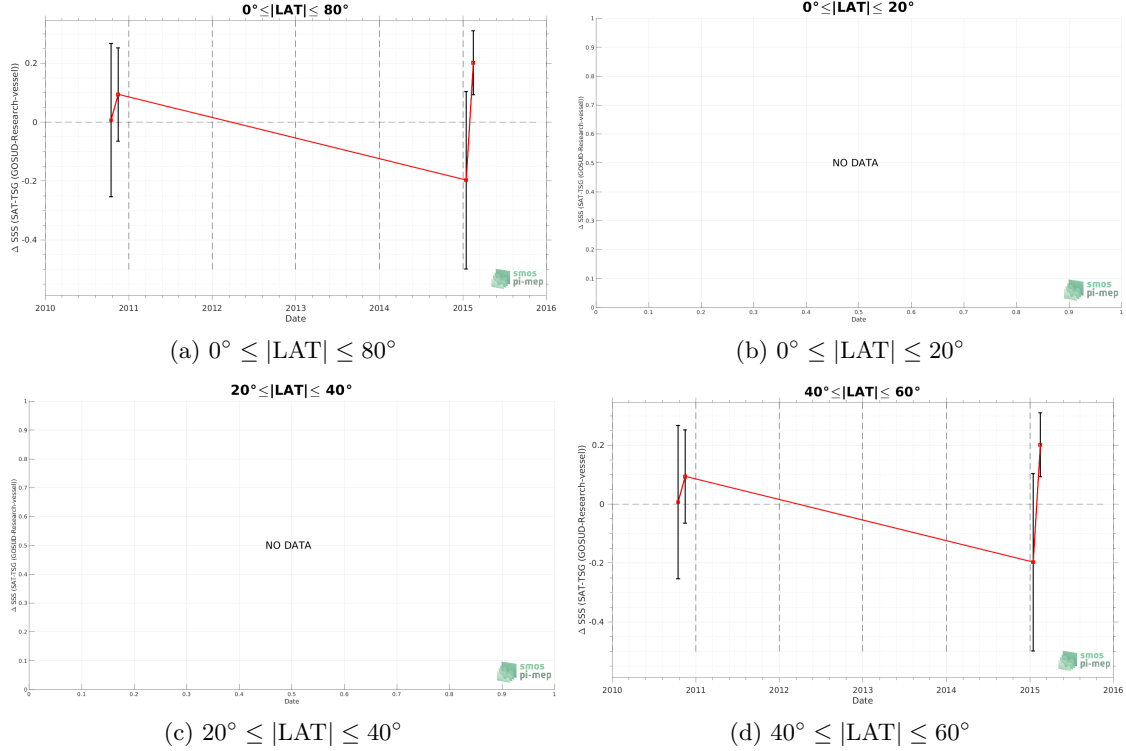 0°≤|LAT|≤ 80°
Δ SSS (SAT-TSG (GOSUD-Research-vessel))
0.2
0
-0.2
-0.4
2010 2011 2012 2013 2014 2015 2016
Date
smos
pi-mep
(a) 0° ≤ |LAT| ≤ 80°
0°≤|LAT|≤ 20°
Δ SSS (SAT-TSG (GOSUD-Research-vessel))
1
0.9
0.8
0.7
0.6
0.5
0.4
0.3
0.2
0.1
0
NO DATA
0 0.1 0.2 0.3 0.4 0.5 0.6 0.7 0.8 0.9 1
Date
smos
pi-mep
(b) 0° ≤ |LAT| ≤ 20°
20°≤|LAT|≤ 40°
Δ SSS (SAT-TSG (GOSUD-Research-vessel))
1
0.9
0.8
0.7
0.6
0.5
0.4
0.3
0.2
0.1
0
NO DATA
0 0.1 0.2 0.3 0.4 0.5 0.6 0.7 0.8 0.9 1
Date
smos
pi-mep
(c) 20° ≤ |LAT| ≤ 40°
40°≤|LAT|≤ 60°
Δ SSS (SAT-TSG (GOSUD-Research-vessel))
0.2
0
-0.2
-0.4
2010 2011 2012 2013 2014 2015 2016
Date
smos
pi-mep
(d) 40° ≤ |LAT| ≤ 60°